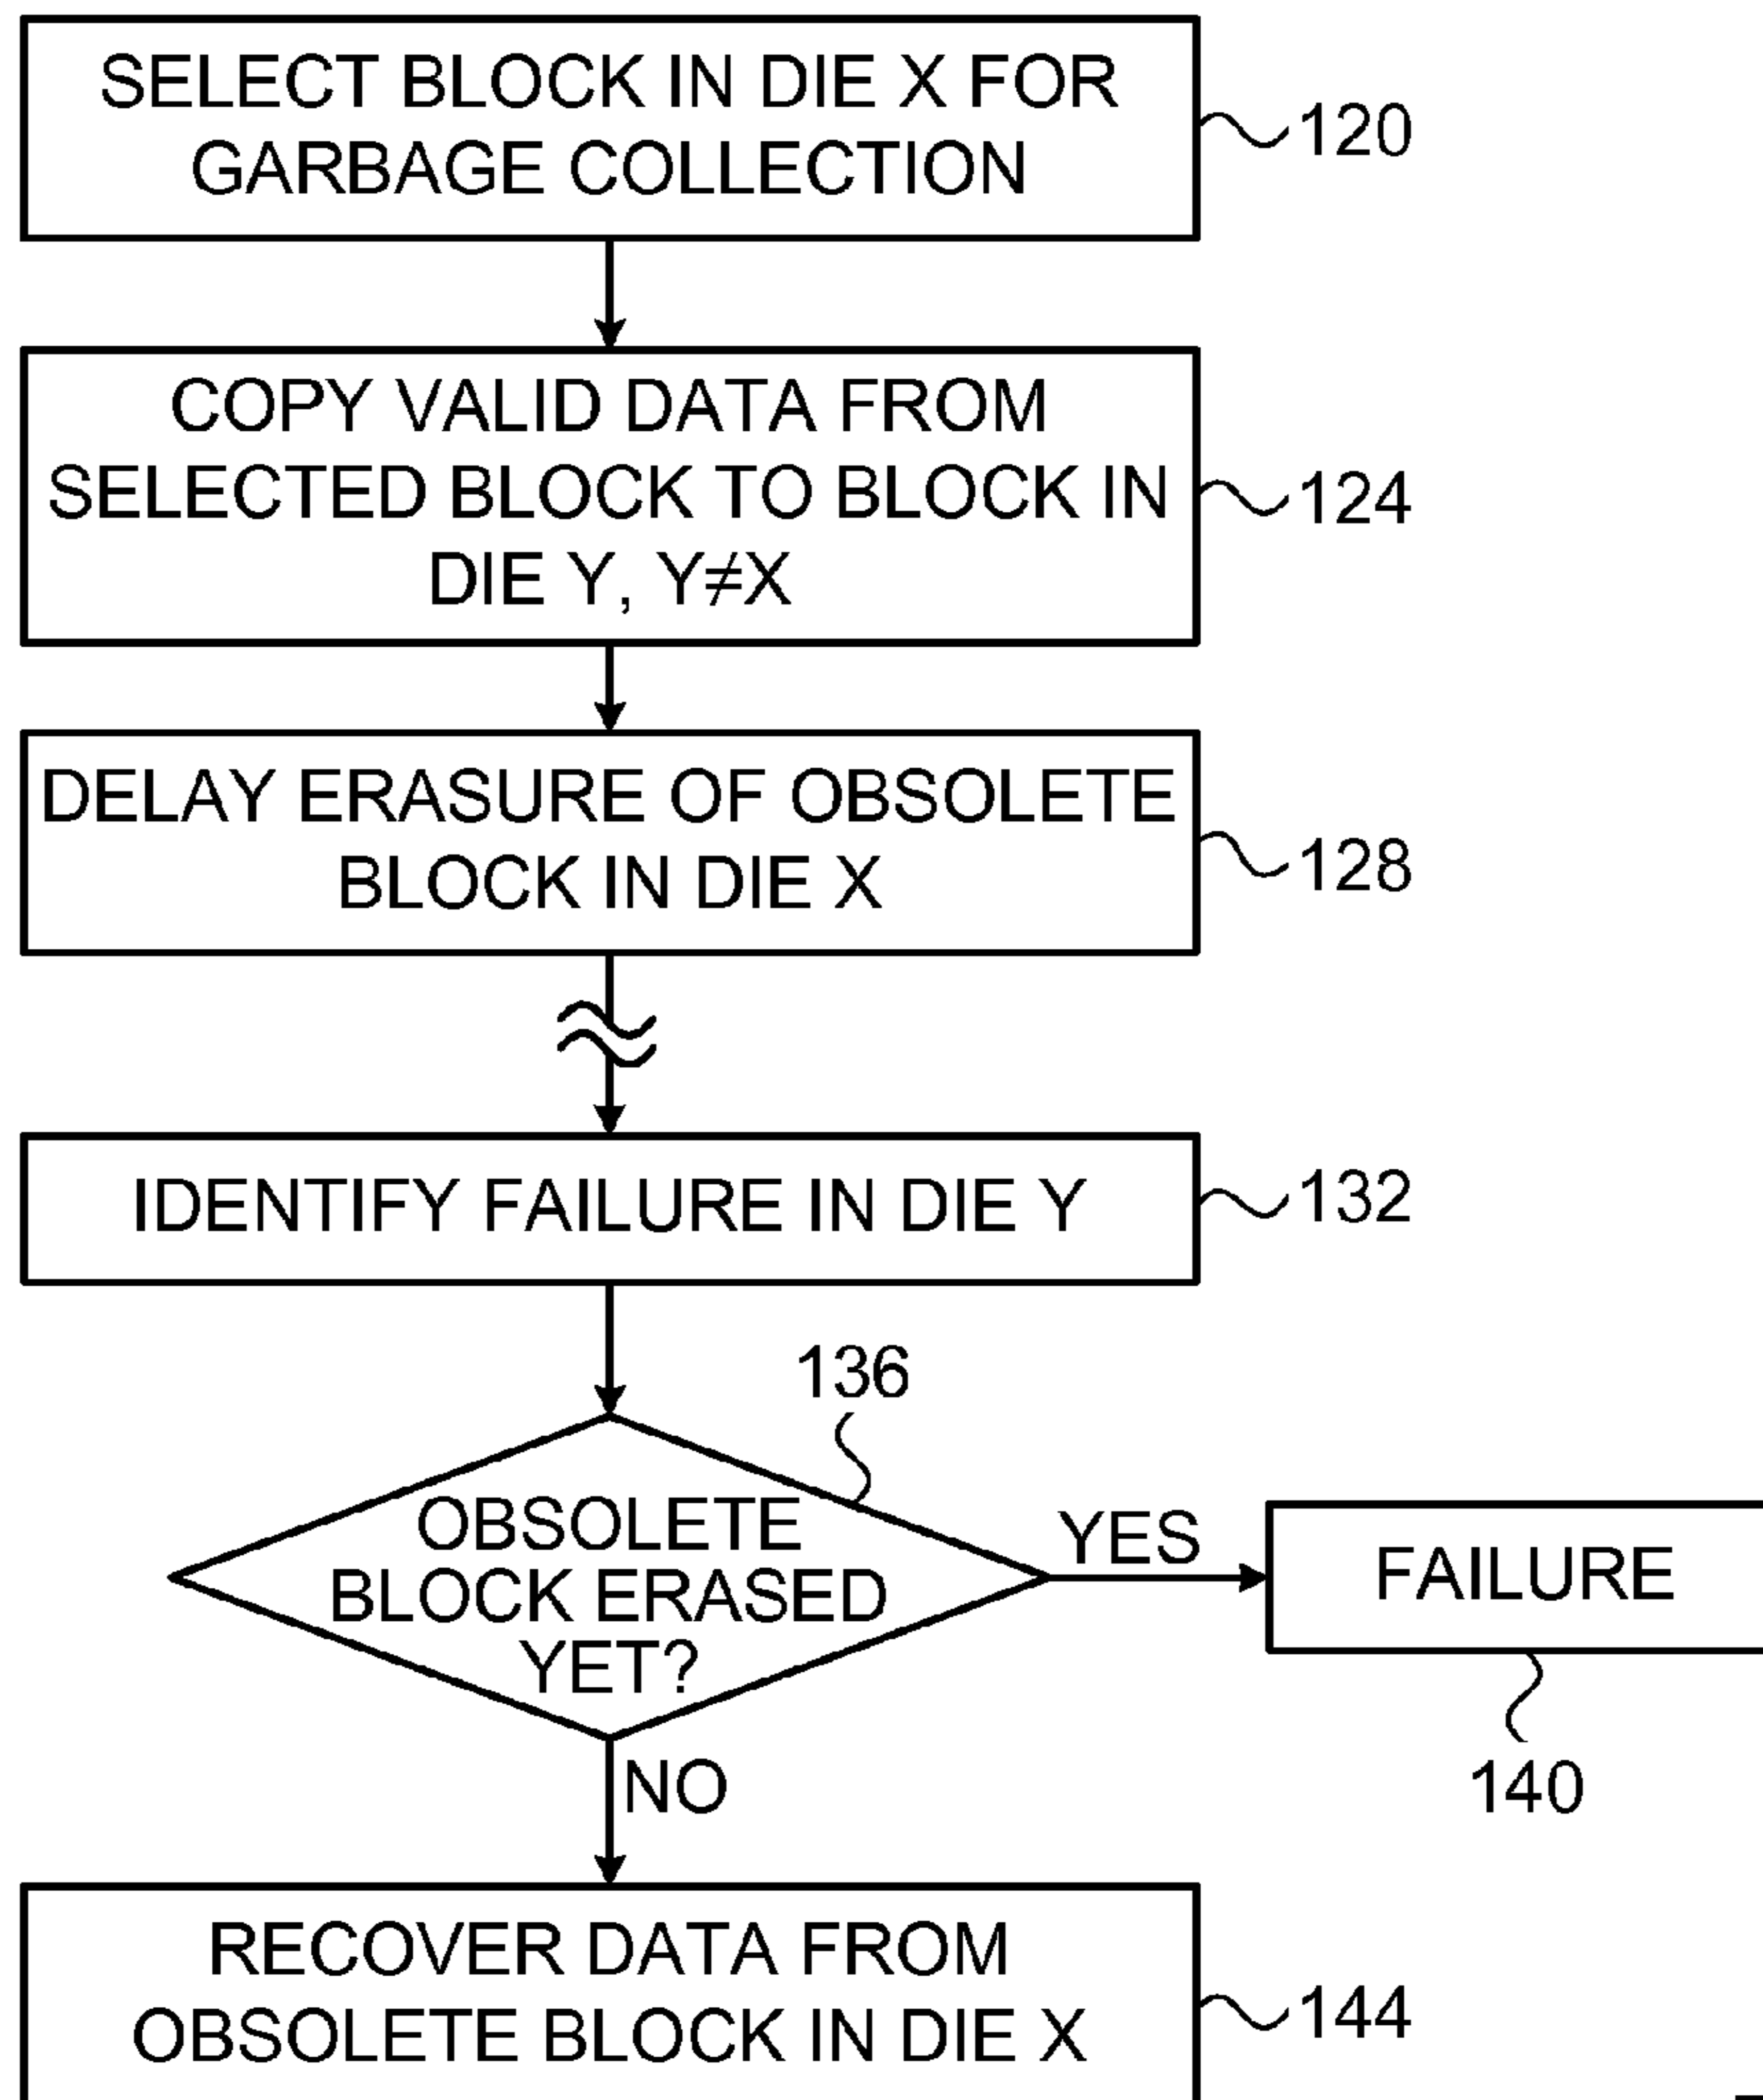 SELECT BLOCK IN DIE X FOR
GARBAGE COLLECTION
120
COPY VALID DATA FROM
SELECTED BLOCK TO BLOCK IN
DIE Y, Y≠X
124
DELAY ERASURE OF OBSOLETE
BLOCK IN DIE X
128
IDENTIFY FAILURE IN DIE Y
132
136
OBSOLETE
BLOCK ERASED
YET?
YES
FAILURE
140
NO
RECOVER DATA FROM
OBSOLETE BLOCK IN DIE X
144